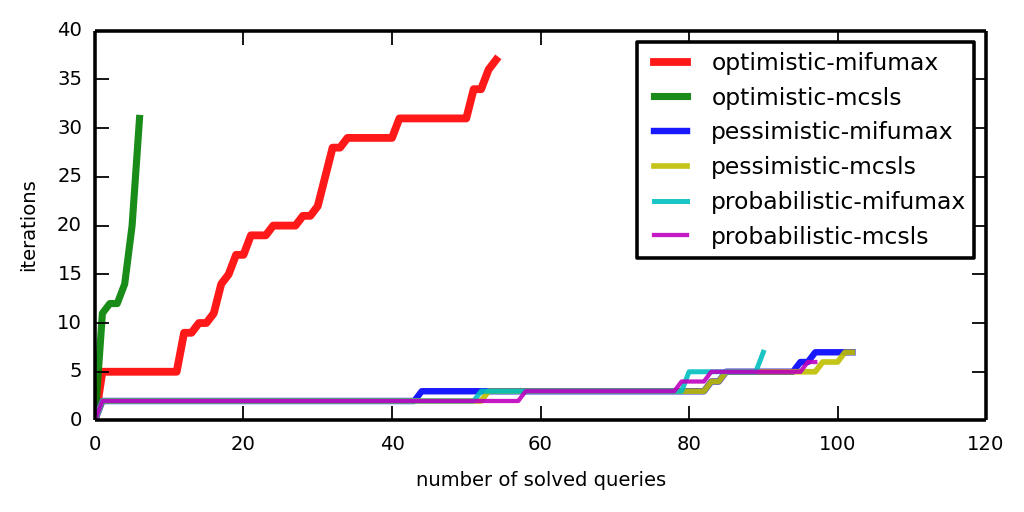 40
35
30
25
20
15
10
5
0
iterations
0 20 40 60 80 100 120
number of solved queries
optimistic-mifumax
optimistic-mcsls
pessimistic-mifumax
pessimistic-mcsls
probabilistic-mifumax
probabilistic-mcsls